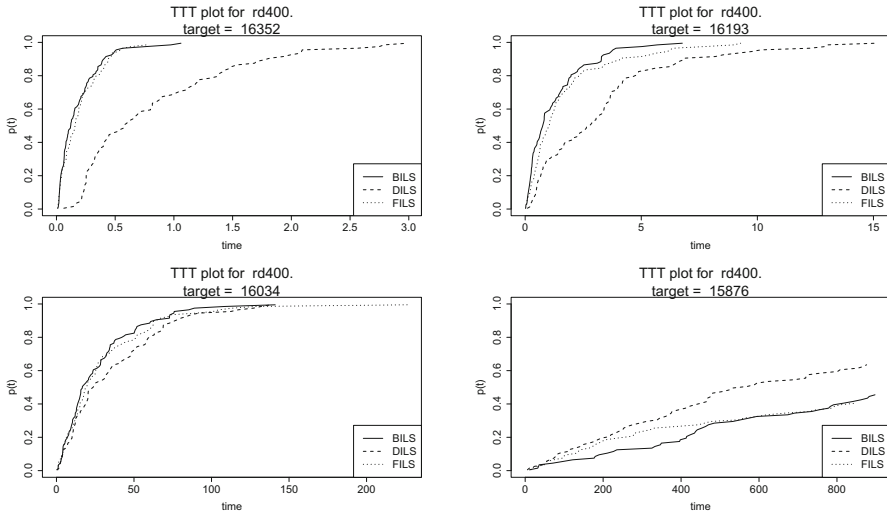 TTT plot for rd400.
target = 16352
p(t)
1.0
0.8
0.6
0.4
0.2
0.0
BILS
DILS
FILS
0.0 0.5 1.0 1.5 2.0 2.5 3.0
time
TTT plot for rd400.
target = 16193
p(t)
1.0
0.8
0.6
0.4
0.2
0.0
BILS
DILS
FILS
0 5 10 15
time
TTT plot for rd400.
target = 16034
p(t)
1.0
0.8
0.6
0.4
0.2
0.0
BILS
DILS
FILS
0 50 100 150 200
time
TTT plot for rd400.
target = 15876
p(t)
1.0
0.8
0.6
0.4
0.2
0.0
BILS
DILS
FILS
0 200 400 600 800
time